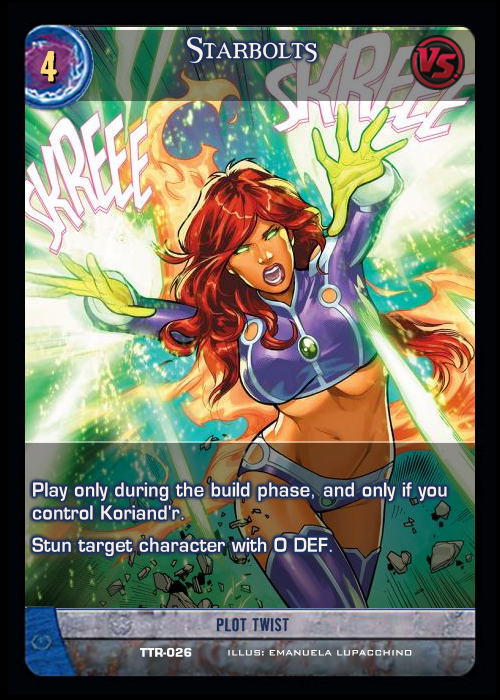 4
STARBOLTS
VS.
SKREEE
SKREEE
Play only during the build phase, and only if you
control Koriand'r.
Stun target character with 0 DEF.
PLOT TWIST
TTR-026 ILLUS: EMANUELA LUPACCHINO